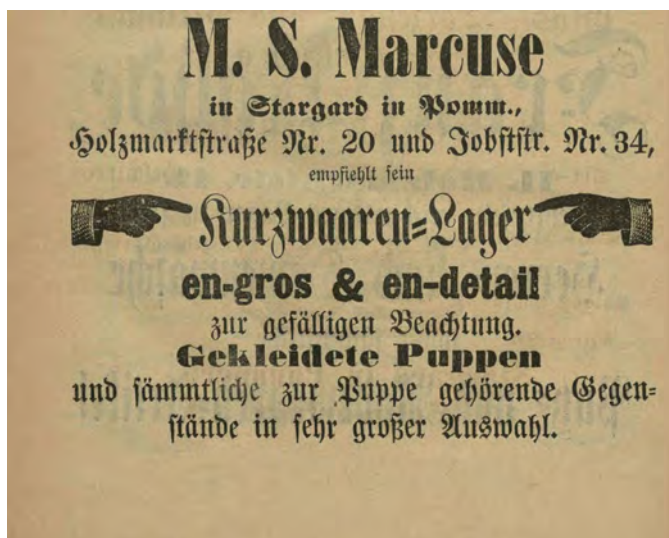 M. S. Marcuse
in Stargard in Pomm.,
Holzmarktstraße Nr. 20 und Jobststr. Nr. 34,
empfiehlt sein
Kurzwaaren-Lager
en-gros & en-detail
zur gefälligen Beachtung.
Gekleidete Puppen
und sämmtliche zur Puppe gehörende Gegen-
stände in sehr großer Auswahl.